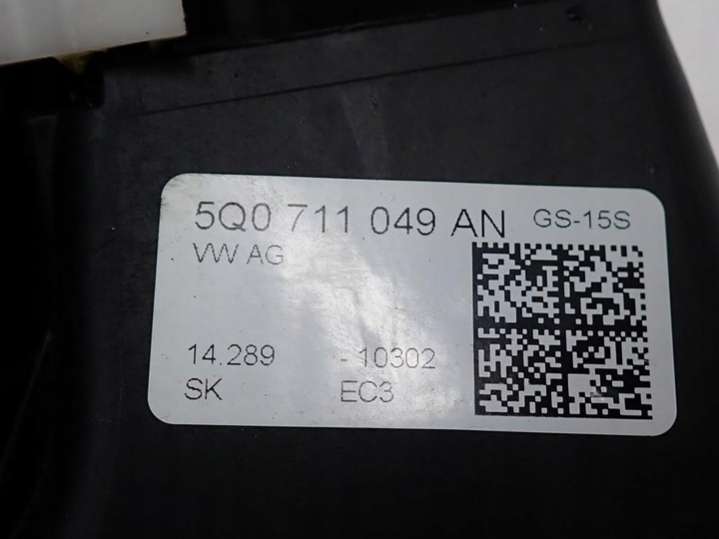 5Q0 711 049 AN GS-15S
VW AG
14.289 - 10302
SK EC3